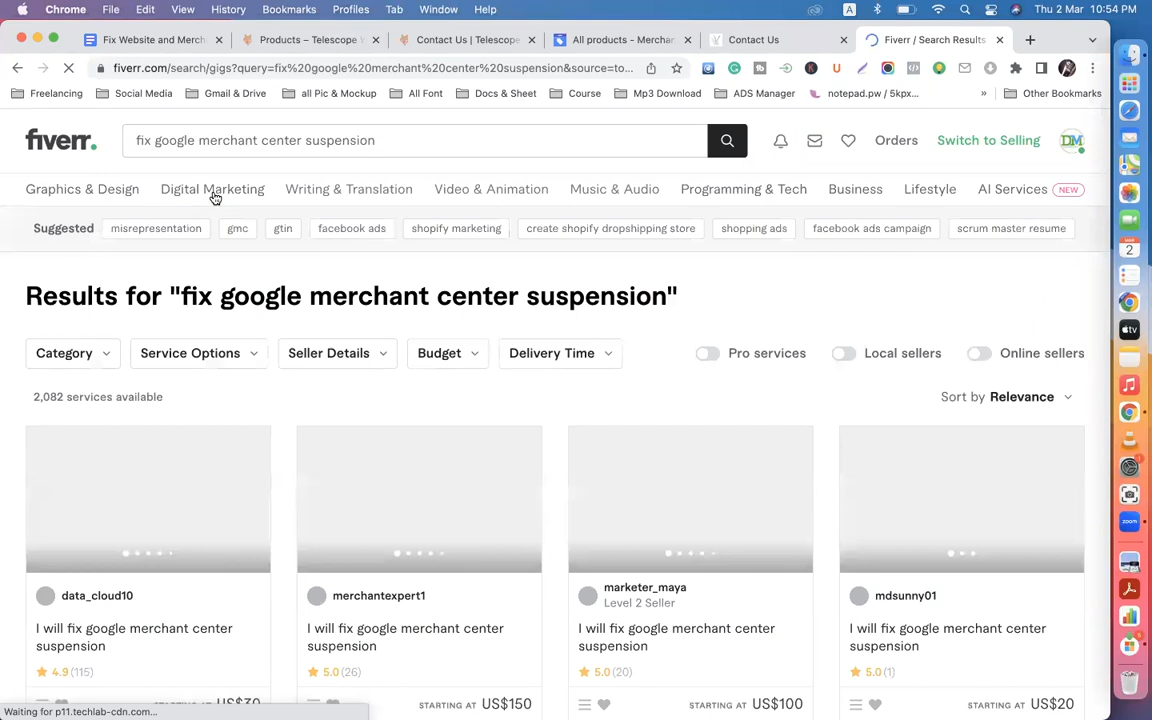 Chrome File Edit View History Bookmarks Profiles Tab Window Help A Thu 2 Mar 10:54 PM
Fix Website and Merch × Products – Telescope × Contact Us | Telescope × All products - Merchan × Contact Us × Fiverr / Search Results × +
fiverr.com/search/gigs?query=fix%20google%20merchant%20center%20suspension&source=to...
Freelancing Social Media Gmail & Drive all Pic & Mockup All Font Docs & Sheet Course Mp3 Download ADS Manager notepad.pw / 5kpx... » Other Bookmarks
fiverr. fix google merchant center suspension Orders Switch to Selling DM
Graphics & Design Digital Marketing Writing & Translation Video & Animation Music & Audio Programming & Tech Business Lifestyle AI Services NEW
Suggested misrepresentation gmc gtin facebook ads shopify marketing create shopify dropshipping store shopping ads facebook ads campaign scrum master resume
Results for "fix google merchant center suspension"
Category Service Options Seller Details Budget Delivery Time Pro services Local sellers Online sellers
2,082 services available Sort by Relevance
data_cloud10
I will fix google merchant center
suspension
4.9 (115)
US$30
merchantexpert1
I will fix google merchant center
suspension
5.0 (26)
STARTING AT US$150
marketer_maya
Level 2 Seller
I will fix google merchant center
suspension
5.0 (20)
STARTING AT US$100
mdsunny01
I will fix google merchant center
suspension
5.0 (1)
STARTING AT US$20
Waiting for p11.techlab-cdn.com...
zoom
tv
2